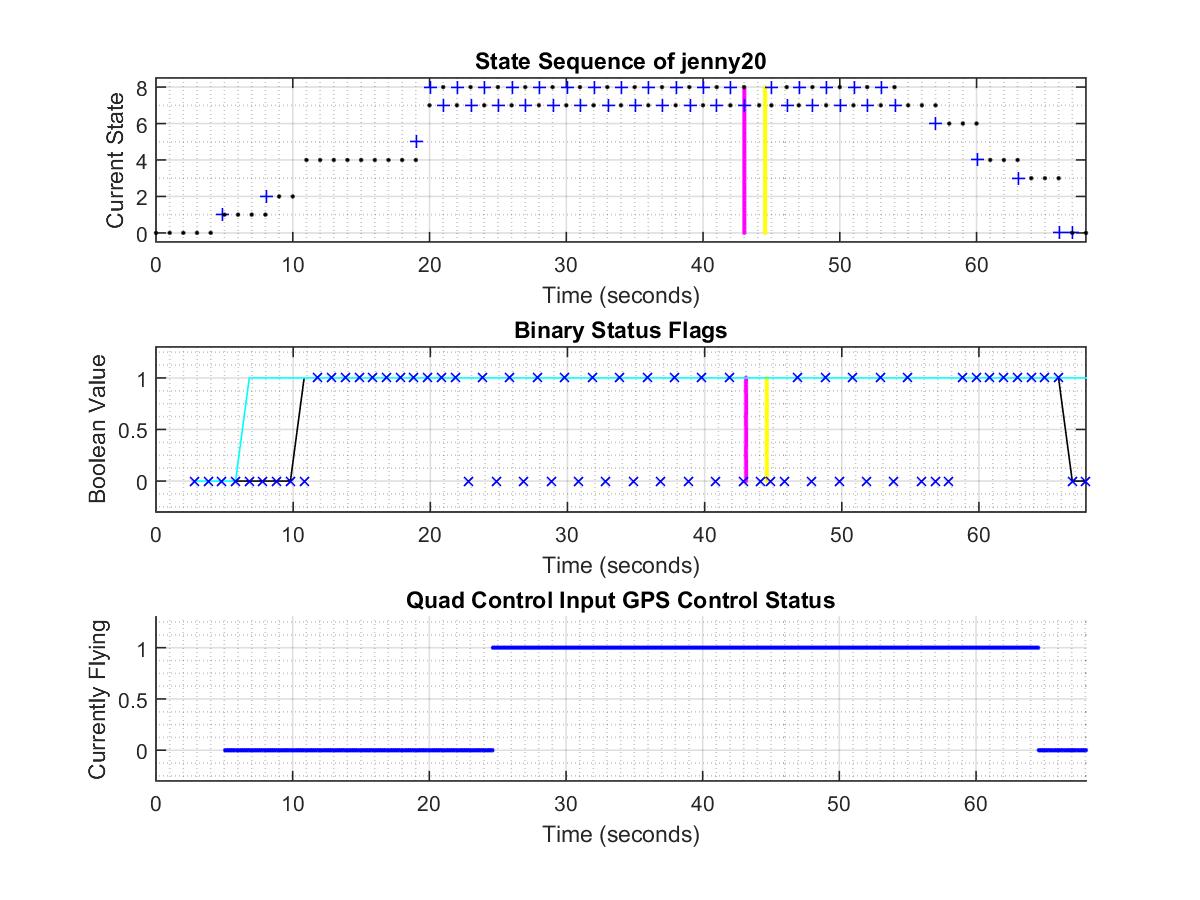 State Sequence of jenny20
Current State
8
6
4
2
0
0 10 20 30 40 50 60
Time (seconds)
Binary Status Flags
Boolean Value
1
0.5
0
0 10 20 30 40 50 60
Time (seconds)
Quad Control Input GPS Control Status
Currently Flying
1
0.5
0
0 10 20 30 40 50 60
Time (seconds)